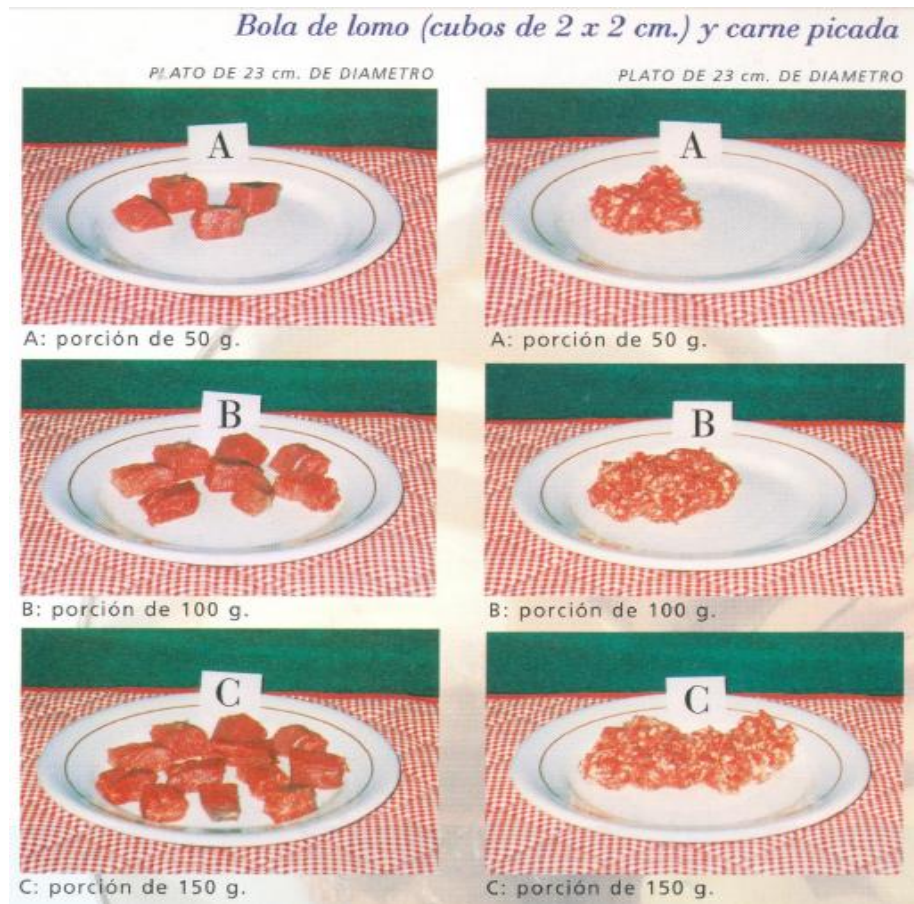 Bola de lomo (cubos de 2 x 2 cm.) y carne picada
PLATO DE 23 cm. DE DIAMETRO
PLATO DE 23 cm. DE DIAMETRO
A
A
A: porción de 50 g.
A: porción de 50 g.
B
B
B: porción de 100 g.
B: porción de 100 g.
C
C
C: porción de 150 g.
C: porción de 150 g.